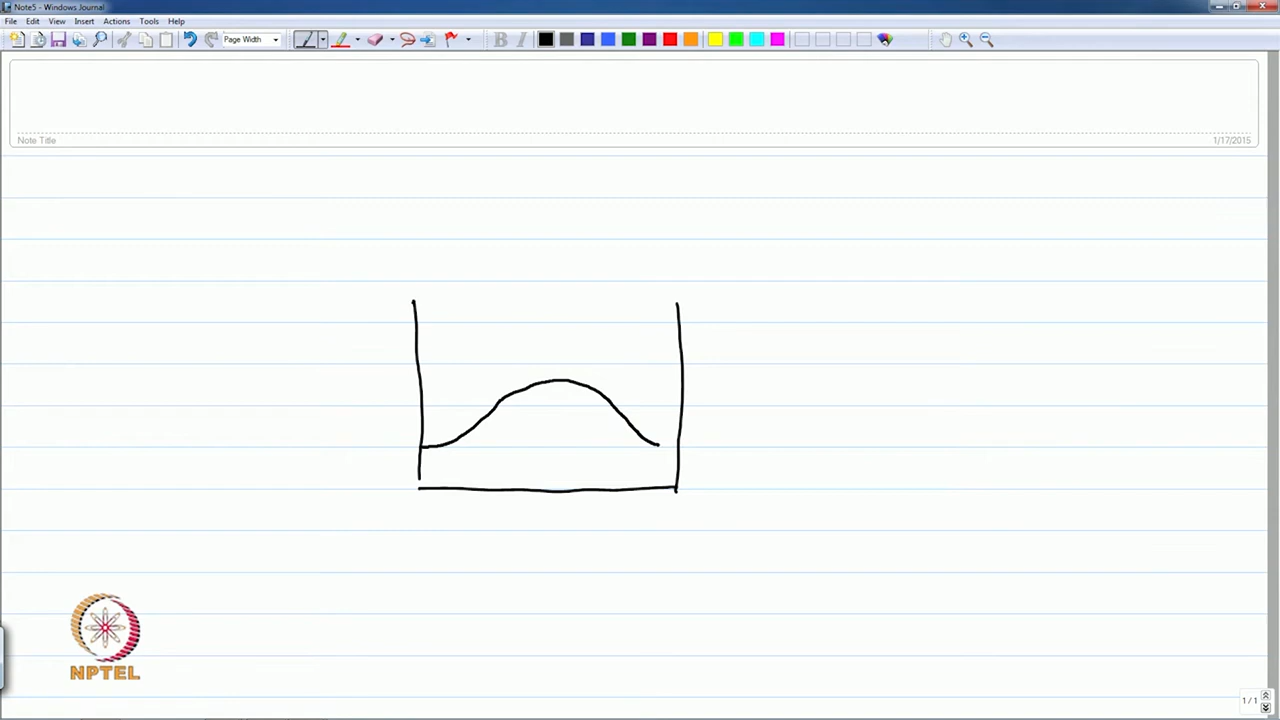 Note5 - Windows Journal
File Edit View Insert Actions Tools Help
Page Width
B I
Note Title
1/17/2015
NPTEL
1/1